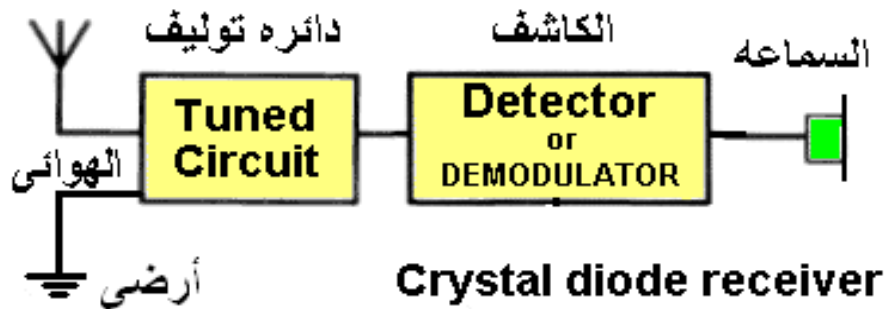 دائره توليف
الكاشف
السماعه
Tuned
Circuit
Detector
or
DEMODULATOR
الهوائى
أرضى
Crystal diode receiver